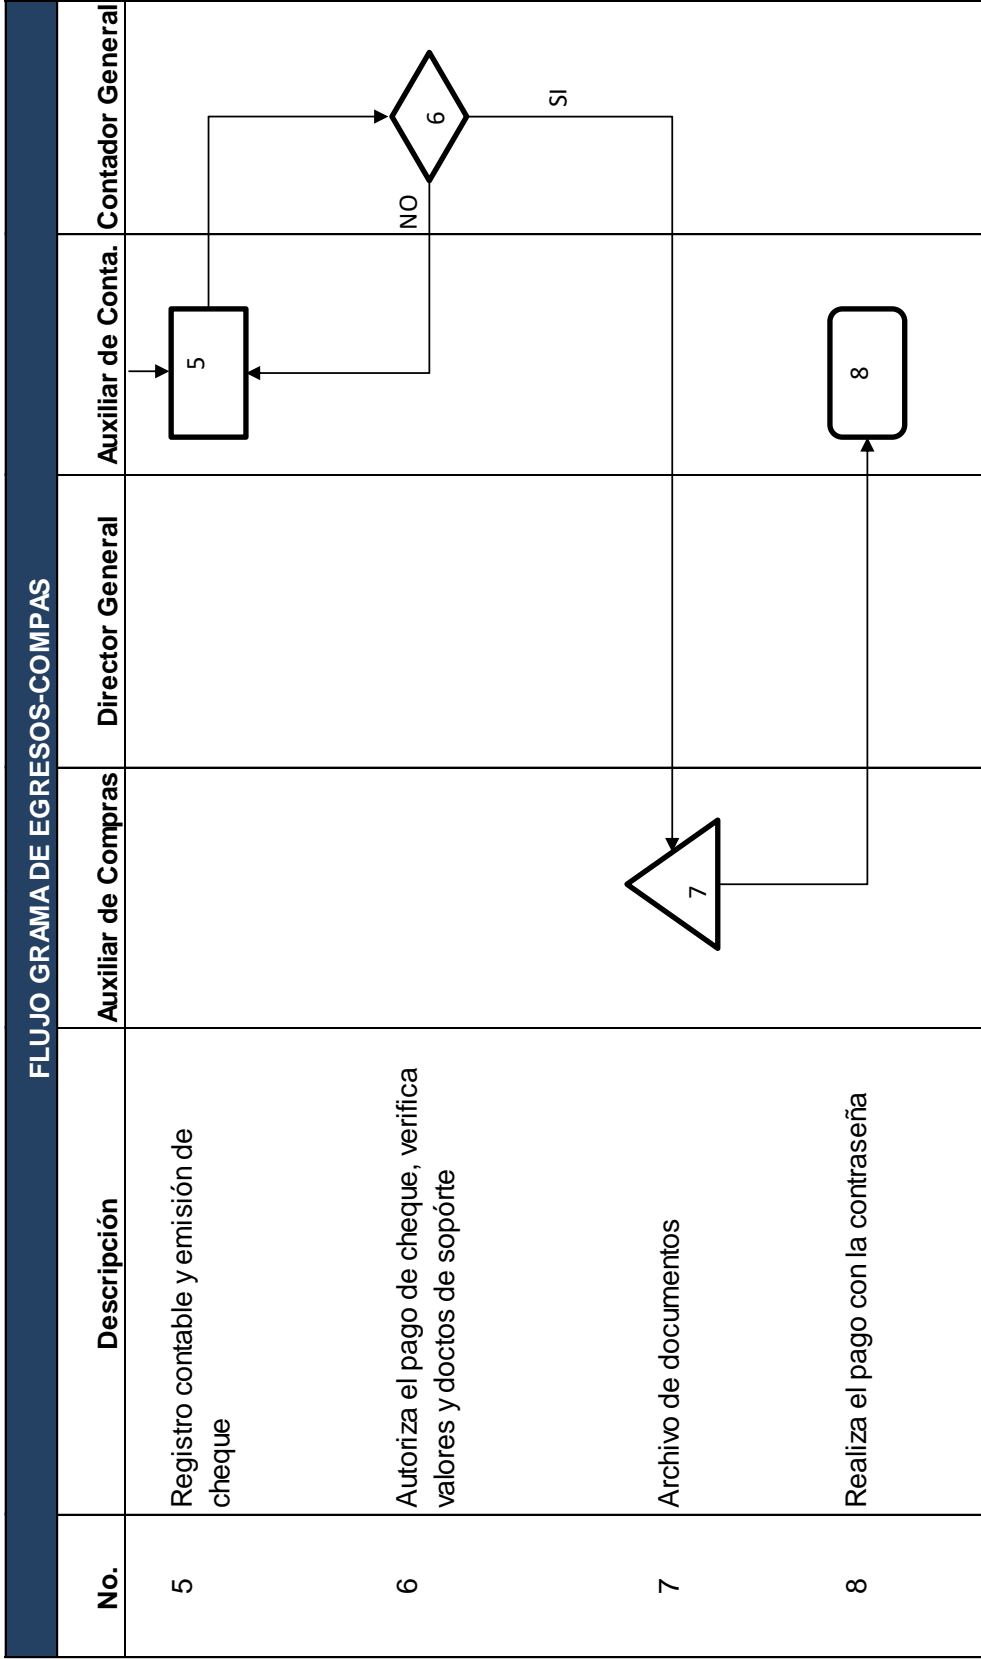 FLUJO GRAMA DE EGRESOS-COMPAS
No. Descripción Auxiliar de Compras Director General Auxiliar de Conta. Contador General
5 Registro contable y emisión de 5
cheque
NO
6 Autoriza el pago de cheque, verifica 6
valores y doctos de sopórte
SI
7 Archivo de documentos 7
8 Realiza el pago con la contraseña 8